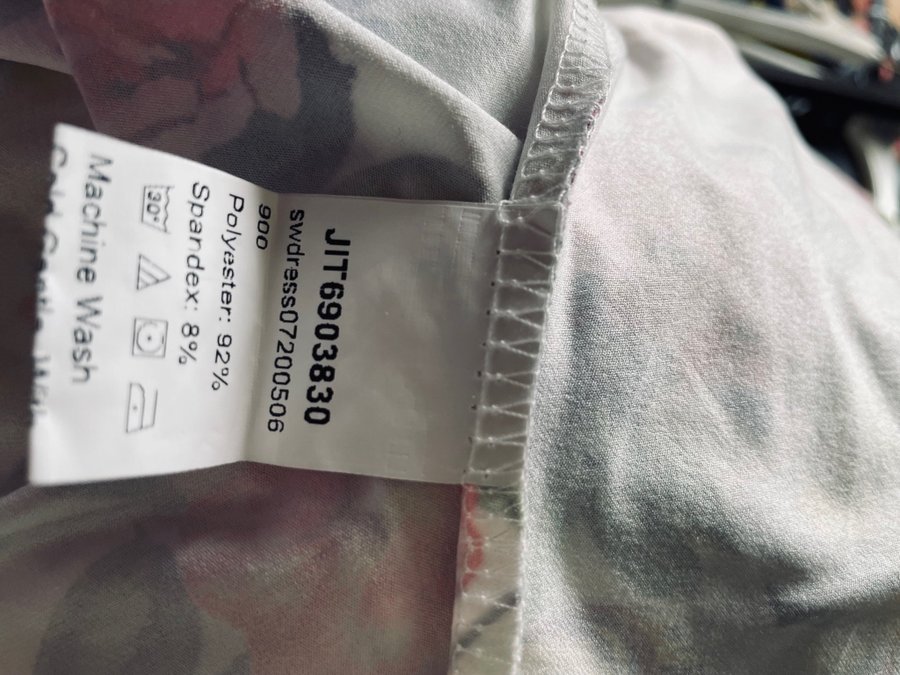 JIT6903830
swdress07200506
900
Polyester: 92%
Spandex: 8%
30°
Machine Wash